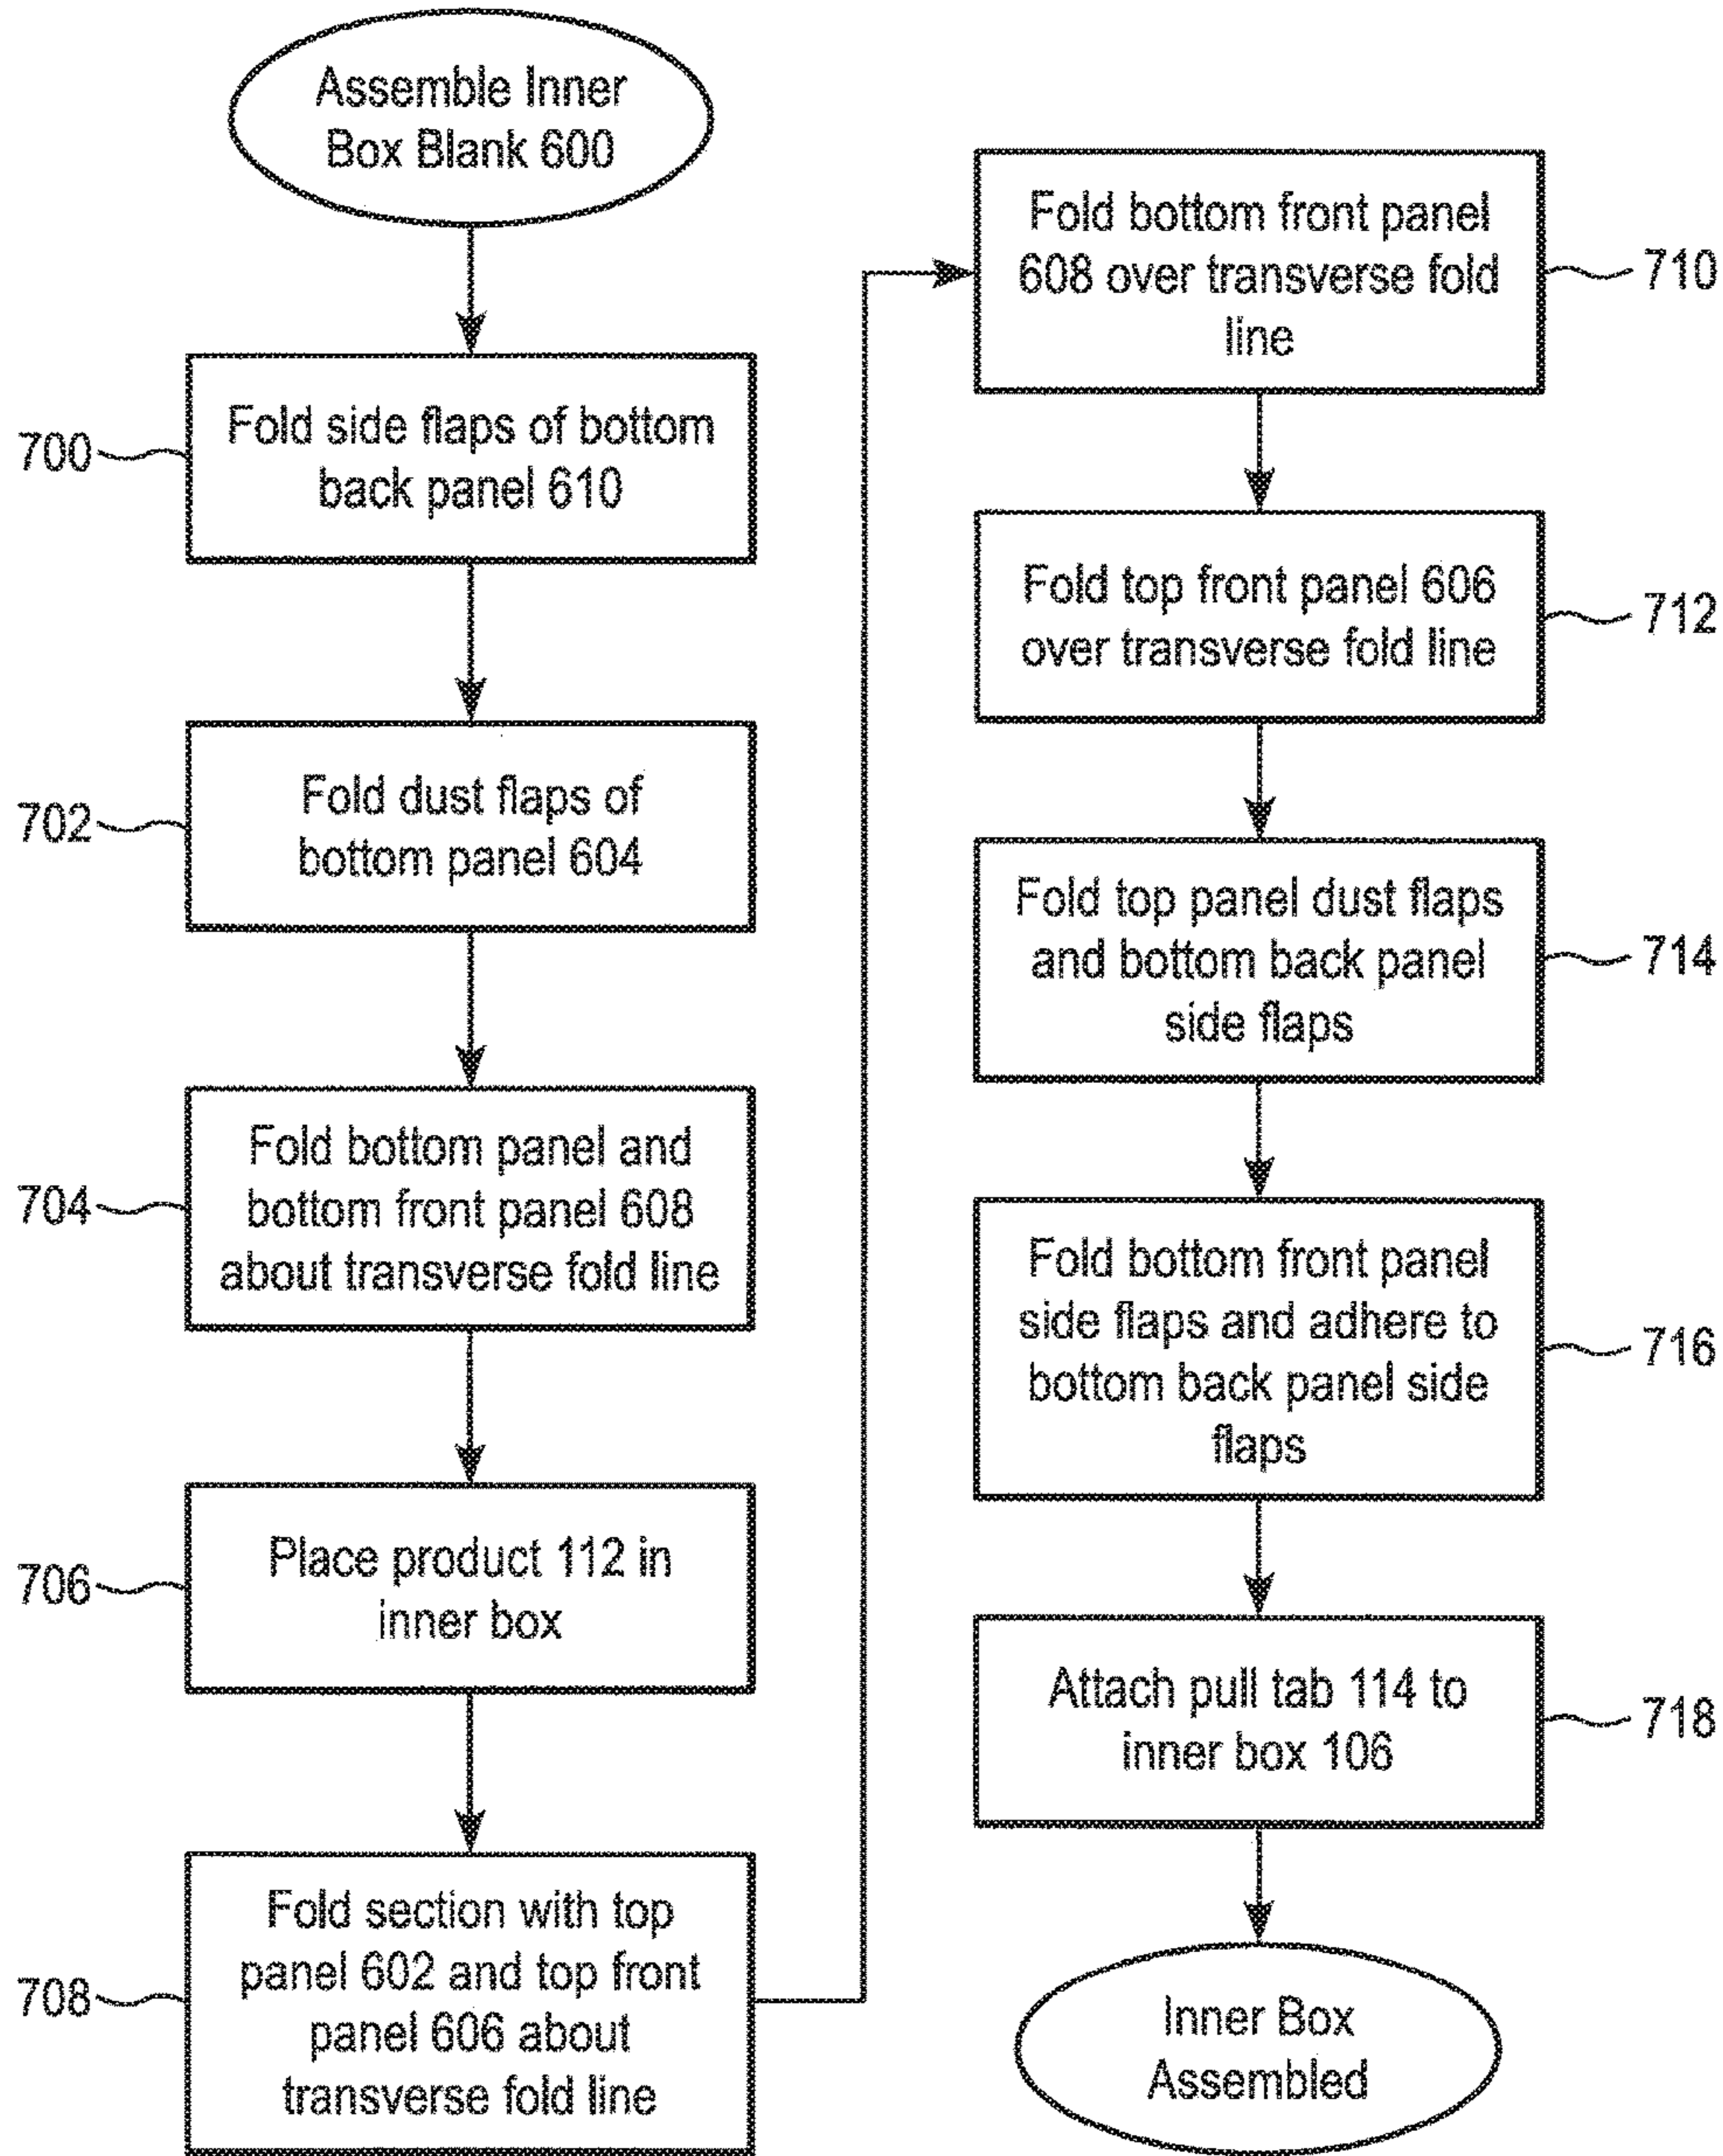 Assemble Inner
Box Blank 600
700
Fold side flaps of bottom
back panel 610
702
Fold dust flaps of
bottom panel 604
704
Fold bottom panel and
bottom front panel 608
about transverse fold line
706
Place product 112 in
inner box
708
Fold section with top
panel 602 and top front
panel 606 about
transverse fold line
Fold bottom front panel
608 over transverse fold
line
710
Fold top front panel 606
over transverse fold line
712
Fold top panel dust flaps
and bottom back panel
side flaps
714
Fold bottom front panel
side flaps and adhere to
bottom back panel side
flaps
716
Attach pull tab 114 to
inner box 106
718
Inner Box
Assembled